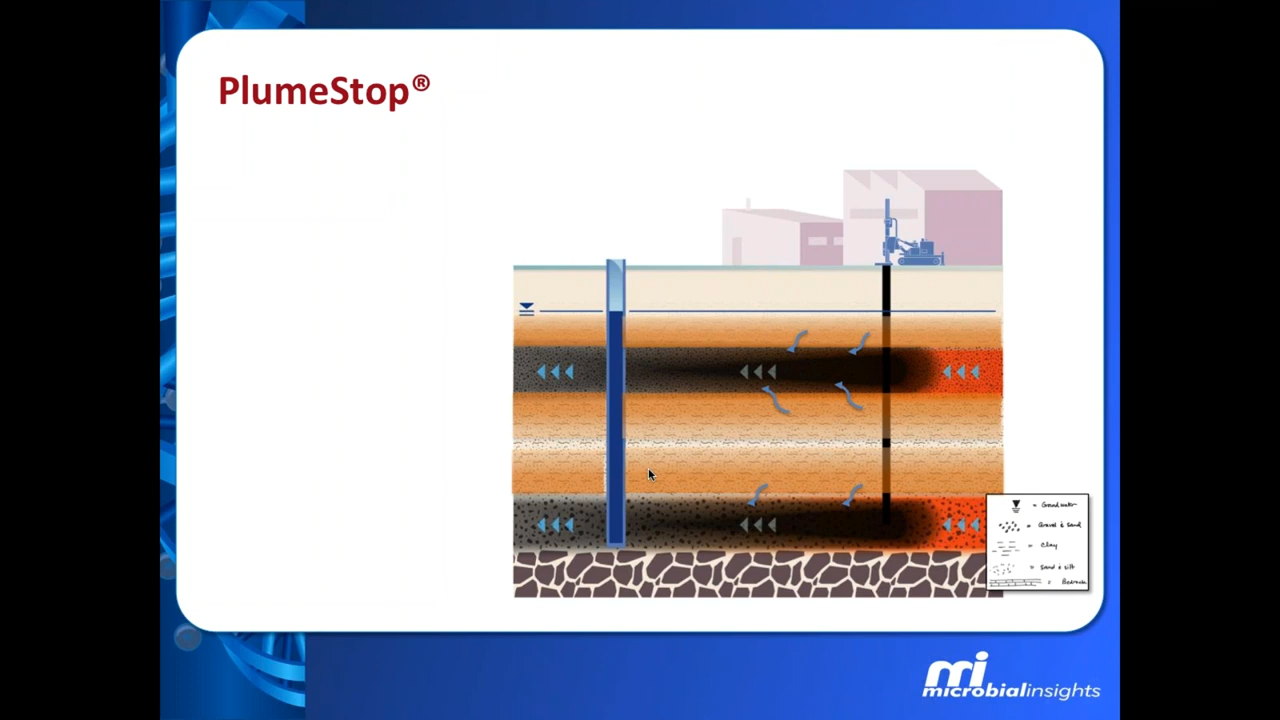 PlumeStop®
= Groundwater
= Gravel & Sand
= Clay
= Sand & silt
= Bedrock
mi
microbialinsights